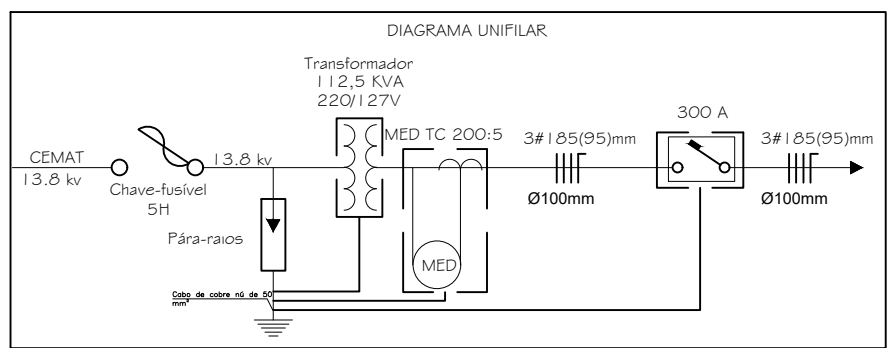 DIAGRAMA UNIFILAR
Transformador
112,5 KVA
220/127V
MED TC 200:5
300 A
3#185(95)mm
3#185(95)mm
CEMAT
13.8 kv
13.8 kv
Chave-fusível
5H
Ø100mm
Ø100mm
Pára-raios
MED
Cabo de cobre nú de 50
mm²